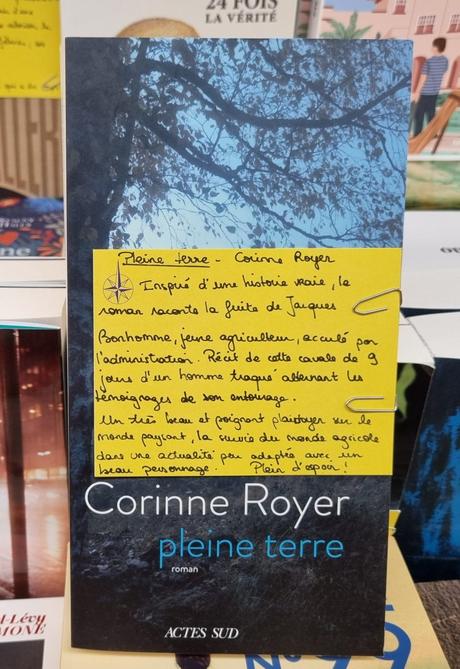 24 FOIS
LA VÉRITÉ
Pleine terre - Corinne Royer
Inspiré d'une histoire vraie, le
roman raconte la fuite de Jacques
Bonhomme, jeune agriculteur, acculé par
l'administration. Récit de cette cavale de 9
jours d'un homme traqué alternant les
témoignages de son entourage.
Un très beau et poignant plaidoyer sur le
monde paysan, la survie du monde agricole
dans une actualité peu adaptée avec un
beau personnage. Plein d'espoir !
Corinne Royer
pleine terre
roman
ACTES SUD
l-Lévy
MONE
N°